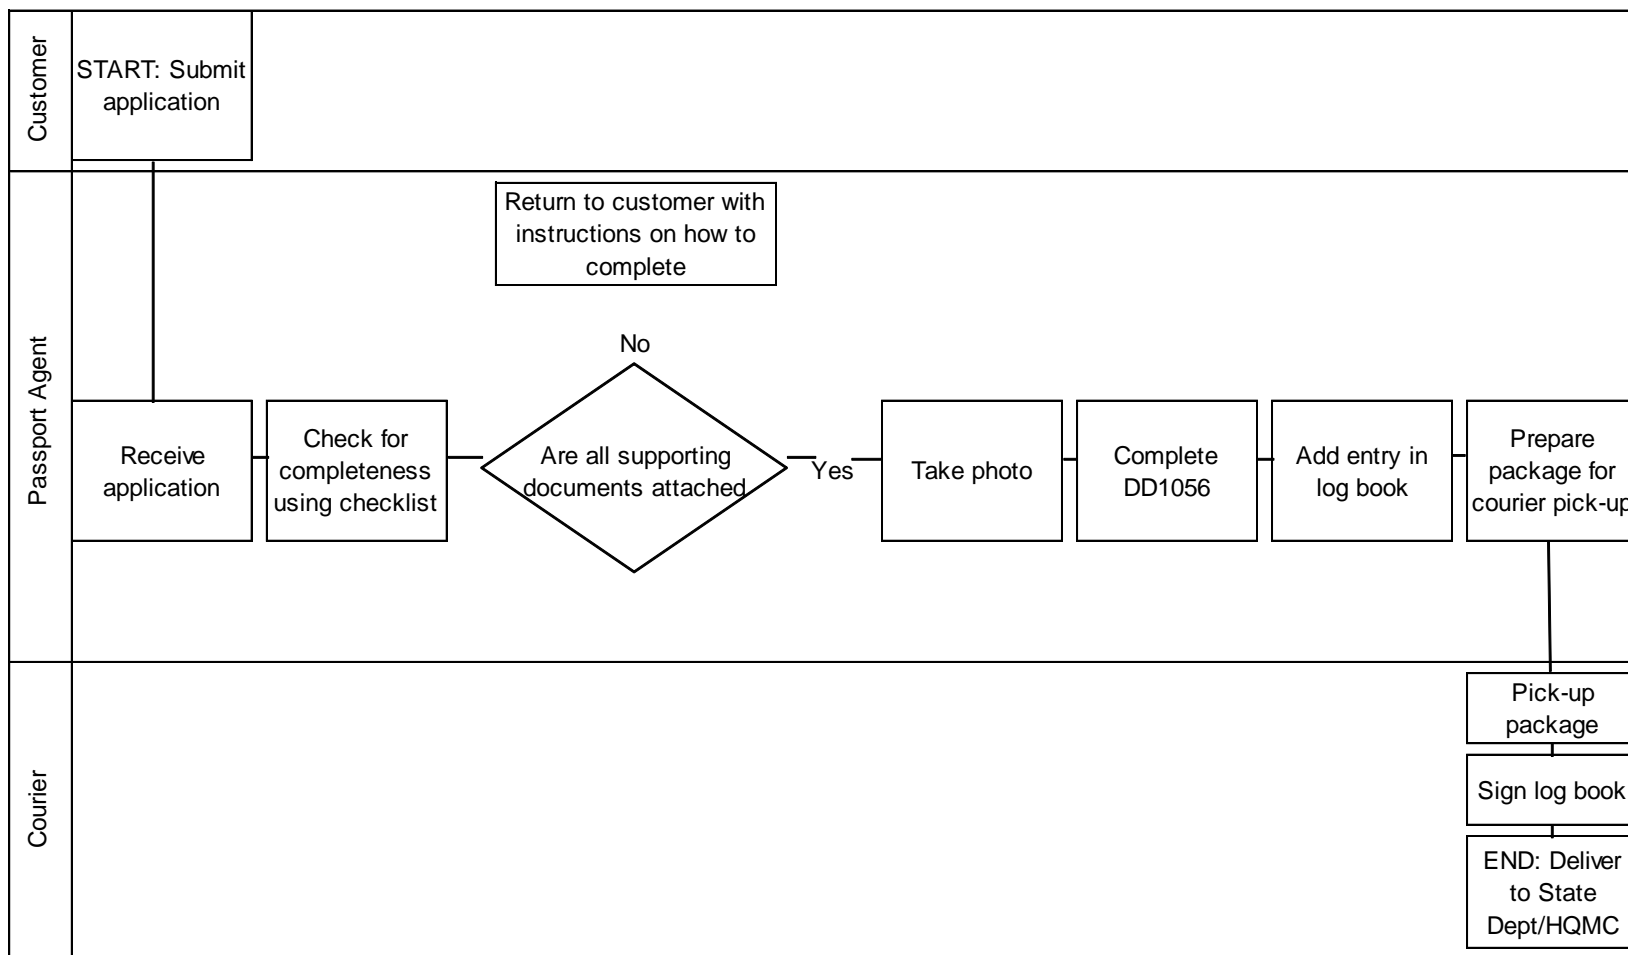 Customer
START: Submit
application
Passport Agent
Return to customer with
instructions on how to
complete
No
Receive
application
Check for
completeness
using checklist
Are all supporting
documents attached
Yes
Take photo
Complete
DD1056
Add entry in
log book
Prepare
package for
courier pick-up
Courier
Pick-up
package
Sign log book
END: Deliver
to State
Dept/HQMC